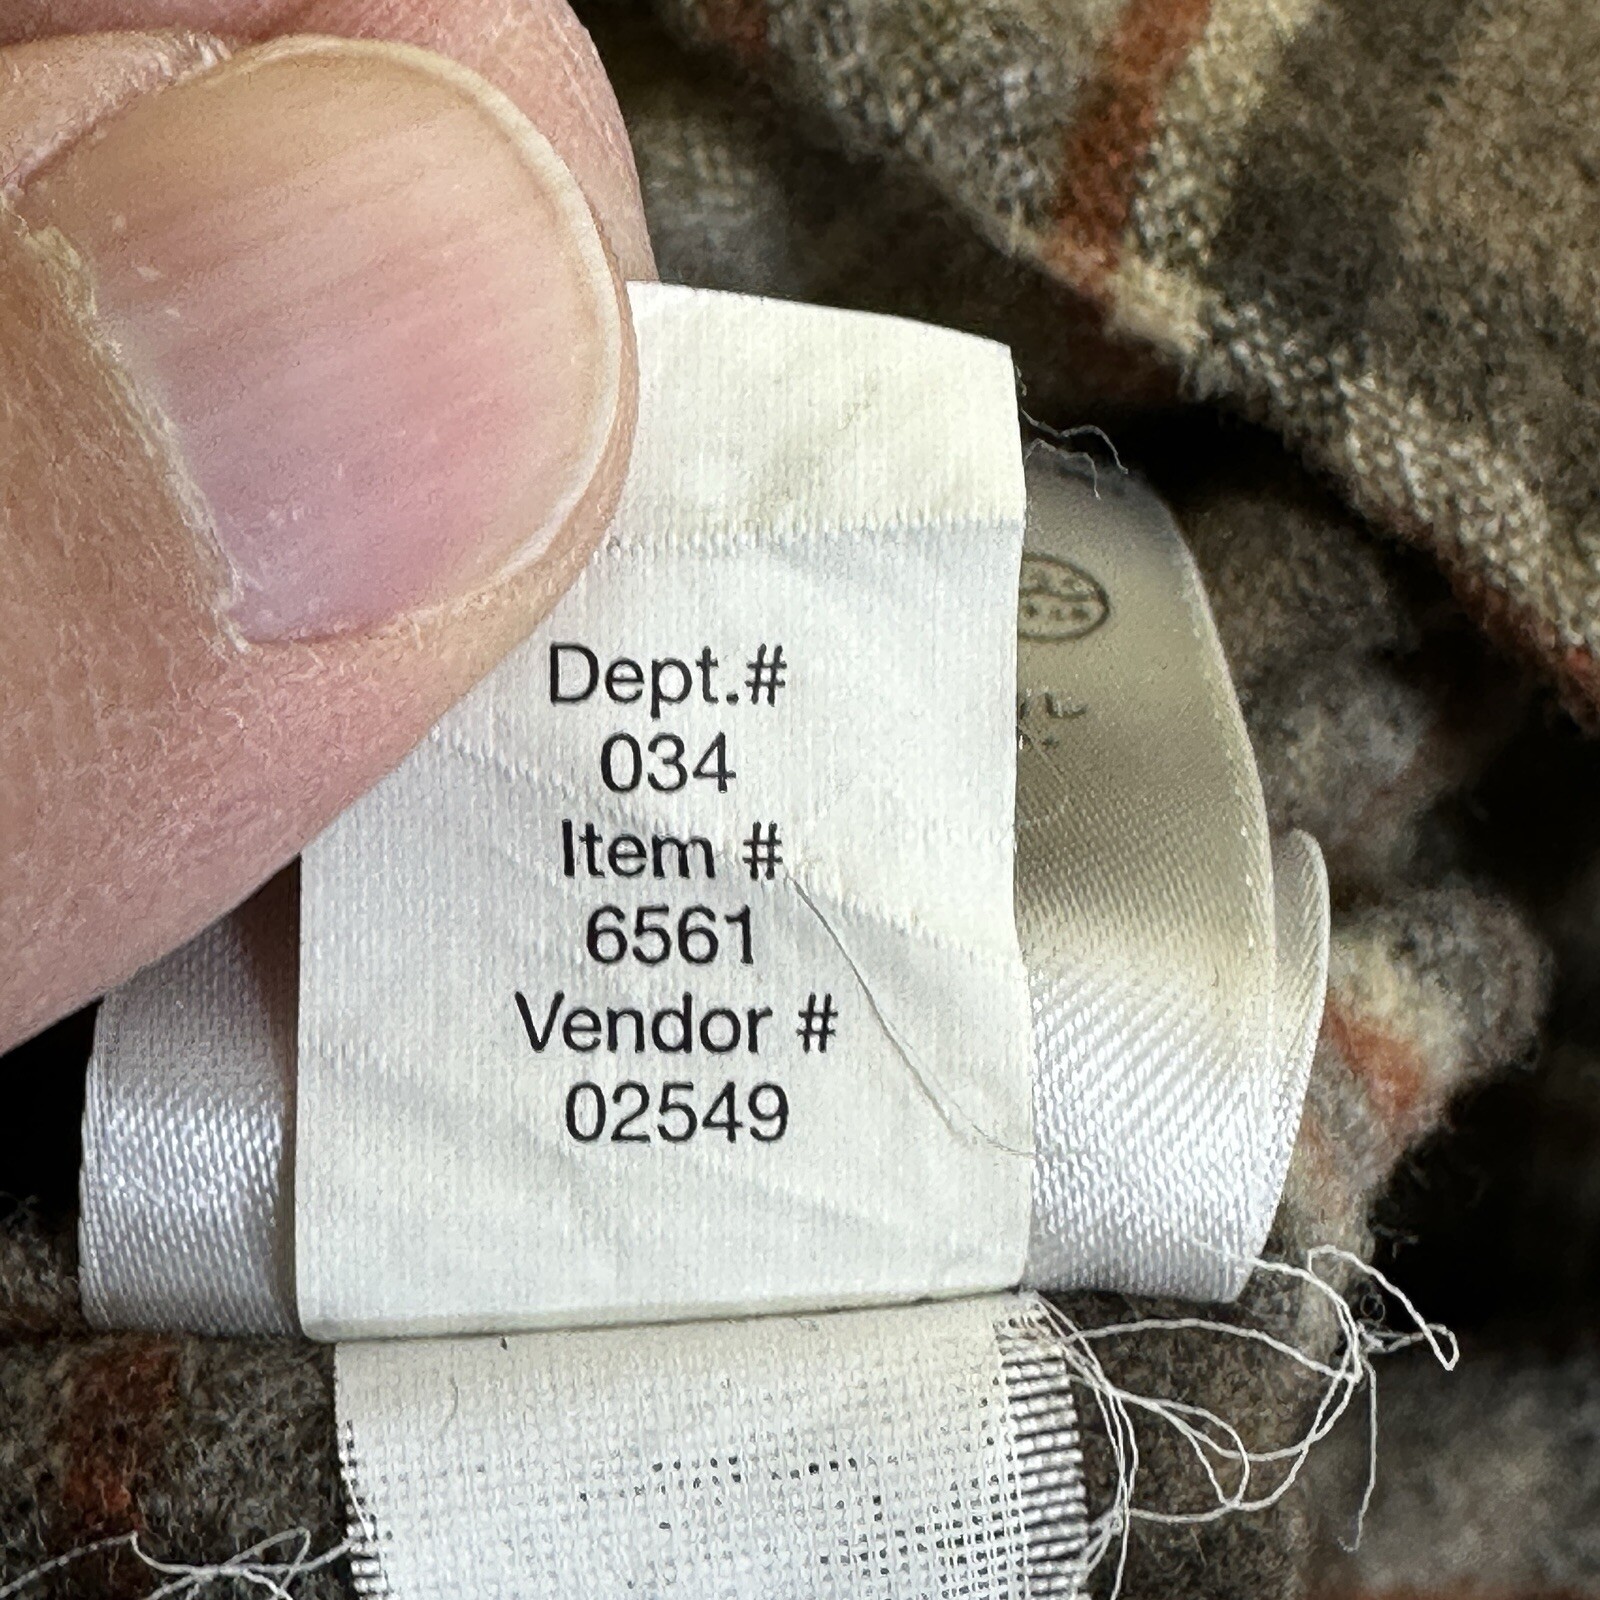 Dept.#
034
Item #
6561
Vendor #
02549